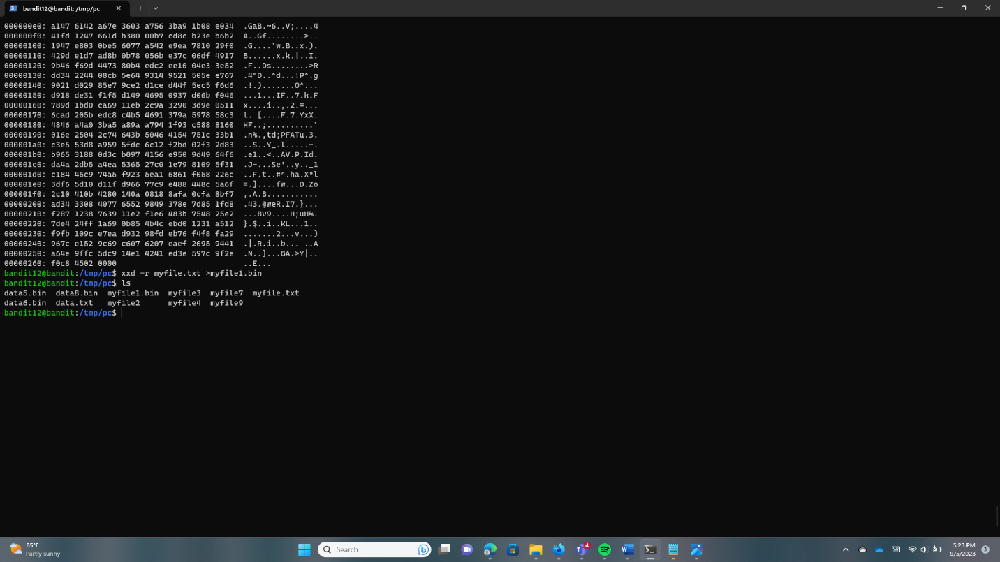 bandit12@bandit: /tmp/pc
000000e0: a147 6142 a67e 3603 a756 3ba9 1b08 e034  .GaB.~6..V;....4
000000f0: 41fd 1247 661d b380 00b7 cd8c b23e b6b2  A..Gf........>..
00000100: 1947 e803 0be5 6077 a542 e9ea 7810 29f0  .G....`w.B..x.).
00000110: 429d e1d7 ad8b 0b78 056b e37c 06df 4917  B......x.k.|..I.
00000120: 9b46 f69d 4473 80b4 edc2 ee10 04e3 3e52  .F..Ds........>R
00000130: dd34 2244 08cb 5e64 9314 9521 505e e767  .4"D..^d...!P^.g
00000140: 9021 d029 85e7 9ce2 d1ce d44f 5ec5 f6d6  .!.).......O^...
00000150: d918 de31 f1f5 d149 4695 0937 d06b f046  ...1...IF..7.k.F
00000160: 789d 1bd0 ca69 11eb 2c9a 3290 3d9e 0511  x....i..,.2.=...
00000170: 6cad 205b edc8 c4b5 4691 379a 5978 58c3  l. [....F.7.YxX.
00000180: 4846 a4a0 3ba5 a89a a794 1f93 c588 8160  HF..;..........`
00000190: 016e 2504 2c74 643b 5046 4154 751c 33b1  .n%.,td;PFATu.3.
000001a0: c3e5 53d8 a959 5fdc 6c12 f2bd 02f3 2d83  ..S..Y_.l.....-.
000001b0: b965 3188 0d3c b097 4156 e950 9d49 64f6  .e1..<..AV.P.Id.
000001c0: da4a 2db5 a4ea 5365 27c0 1e79 8109 5f31  .J-...Se'..y.._1
000001d0: c184 46c9 74a5 f923 5ea1 6861 f058 226c  ..F.t..#^.ha.X"l
000001e0: 3df6 5d10 d11f d966 77c9 e488 448c 5a6f  =.]....fw...D.Zo
000001f0: 2c10 410b 4280 140a 0818 8afa 0cfa 8bf7  ,.A.B...........
00000200: ad34 3308 4077 6552 9849 378e 7d85 1fd8  .43.@weR.I7.}...
00000210: f287 1238 7639 11e2 f1e6 483b 7548 25e2  ...8v9....H;uH%.
00000220: 7de4 24ff 1a69 0b85 4b4c ebd0 1231 a512  }.$..i..KL...1..
00000230: f9fb 109c e7ea d932 98fd eb76 f4f8 fa29  .......2...v...)
00000240: 967c e152 9c69 c607 6207 eaef 2095 9441  .|.R.i..b... ..A
00000250: a64e 9ffc 5dc9 14e1 4241 ed3e 597c 9f2e  .N..]...BA.>Y|..
00000260: f0c8 4502 0000  ..E...
bandit12@bandit:/tmp/pc$ xxd -r myfile.txt >myfile1.bin
bandit12@bandit:/tmp/pc$ ls
data5.bin  data8.bin  myfile1.bin  myfile3  myfile7  myfile.txt
data6.bin  data.txt  myfile2  myfile4  myfile9
bandit12@bandit:/tmp/pc$
85°F
Partly sunny
Search
4
5:23 PM
9/5/2023
3